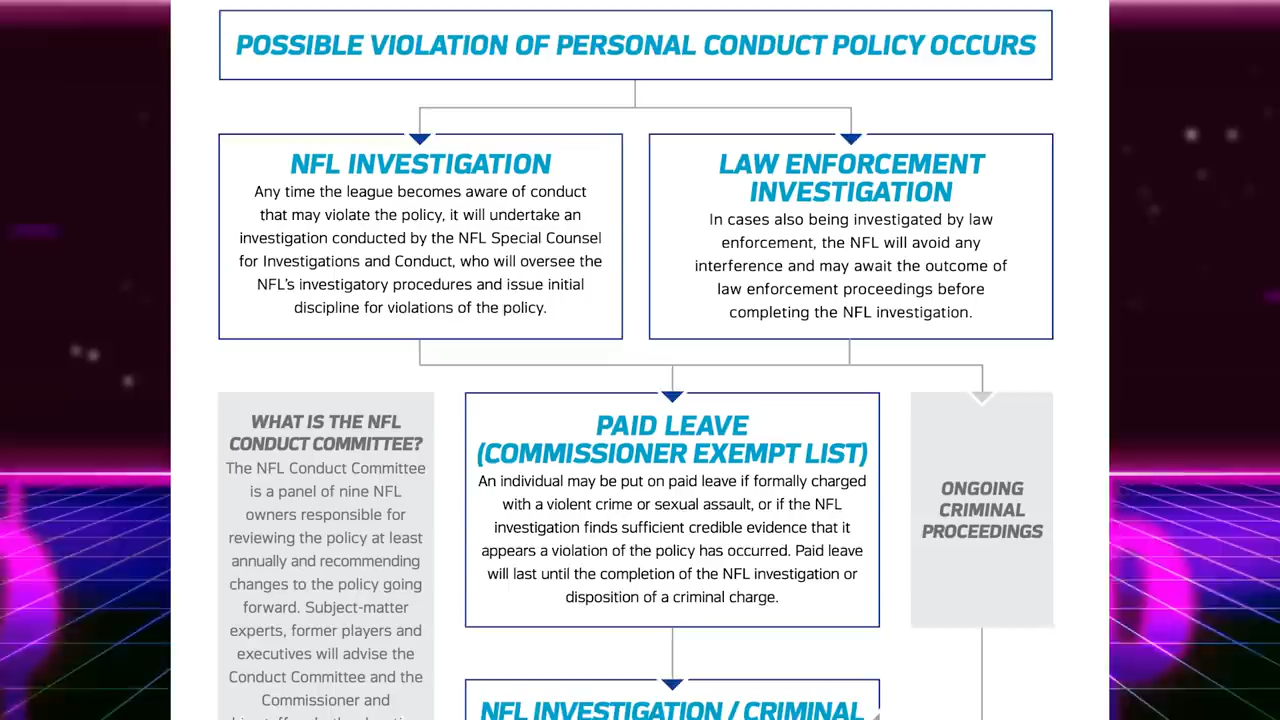 POSSIBLE VIOLATION OF PERSONAL CONDUCT POLICY OCCURS
NFL INVESTIGATION
Any time the league becomes aware of conduct
that may violate the policy, it will undertake an
investigation conducted by the NFL Special Counsel
for Investigations and Conduct, who will oversee the
NFL's investigatory procedures and issue initial
discipline for violations of the policy.
LAW ENFORCEMENT
INVESTIGATION
In cases also being investigated by law
enforcement, the NFL will avoid any
interference and may await the outcome of
law enforcement proceedings before
completing the NFL investigation.
WHAT IS THE NFL
CONDUCT COMMITTEE?
The NFL Conduct Committee
is a panel of nine NFL
owners responsible for
reviewing the policy at least
annually and recommending
changes to the policy going
forward. Subject-matter
experts, former players and
executives will advise the
Conduct Committee and the
Commissioner and
PAID LEAVE
(COMMISSIONER EXEMPT LIST)
An individual may be put on paid leave if formally charged
with a violent crime or sexual assault, or if the NFL
investigation finds sufficient credible evidence that it
appears a violation of the policy has occurred. Paid leave
will last until the completion of the NFL investigation or
disposition of a criminal charge.
ONGOING
CRIMINAL
PROCEEDINGS
NFL INVESTIGATION / CRIMINAL